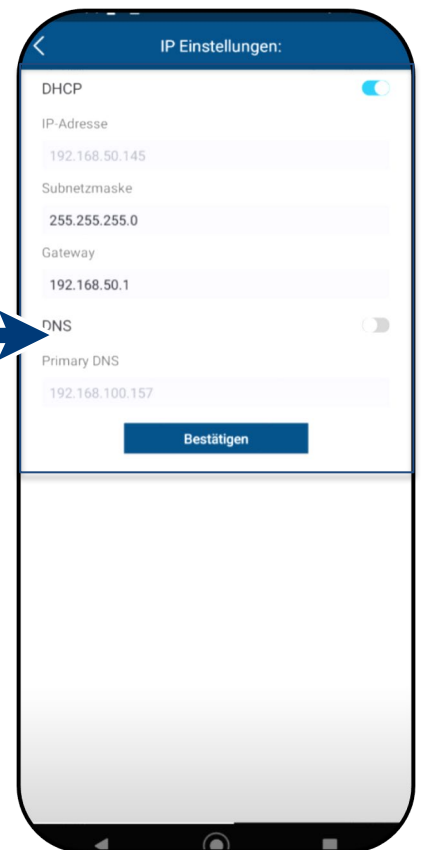 IP Einstellungen:
DHCP
IP-Adresse
192.168.50.145
Subnetzmaske
255.255.255.0
Gateway
192.168.50.1
DNS
Primary DNS
192.168.100.157
Bestätigen